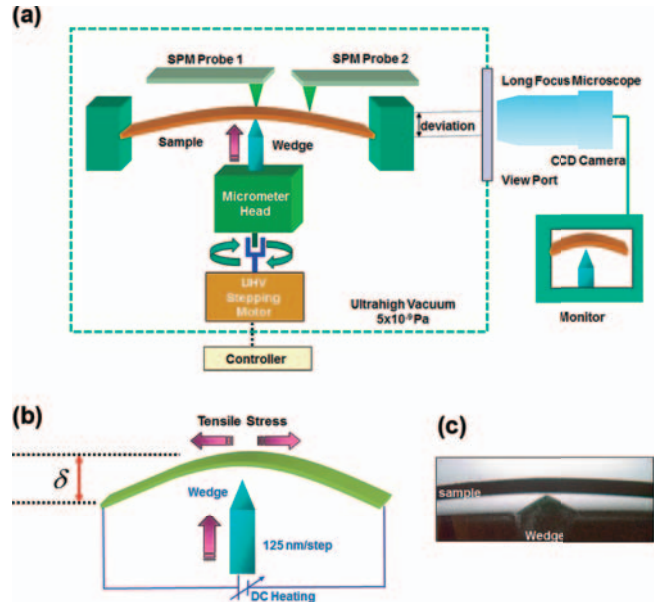 (a)
SPM Probe 1
SPM Probe 2
Long Focus Microscope
Sample
Wedge
deviation
CCD Camera
View Port
Micrometer
Head
UHV
Stepping
Motor
Ultrahigh Vacuum
5x10⁻⁹Pa
Monitor
Controller
(b)
Tensile Stress
(c)
δ
Wedge
sample
125 nm/step
Wedge
DC Heating